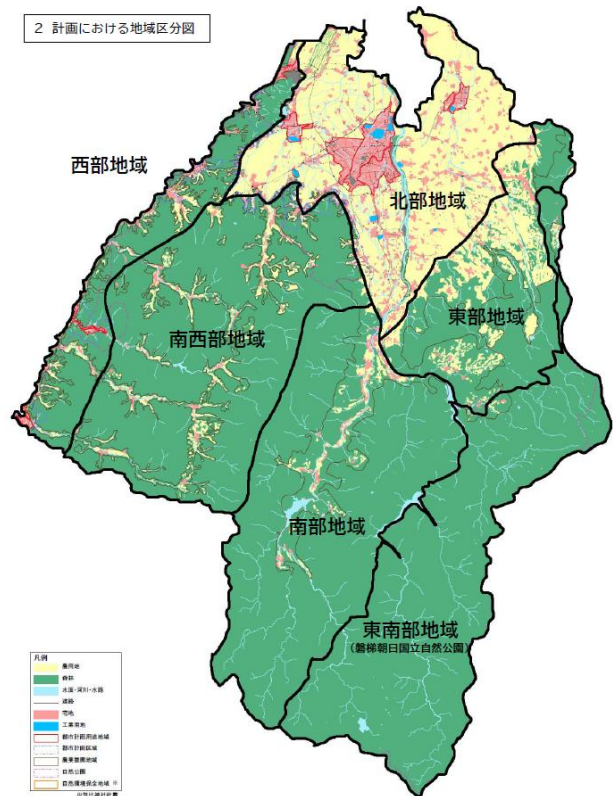 2 計画における地域区分図
西部地域
北部地域
東部地域
南西部地域
南部地域
東南部地域
(磐梯朝日国立自然公園)
凡例
農用地
森林
水面・河川・水路
道路
宅地
工業用地
都市計画用途地域
都市計画区域
農業振興地域
自然公園
自然環境保全地域 ※